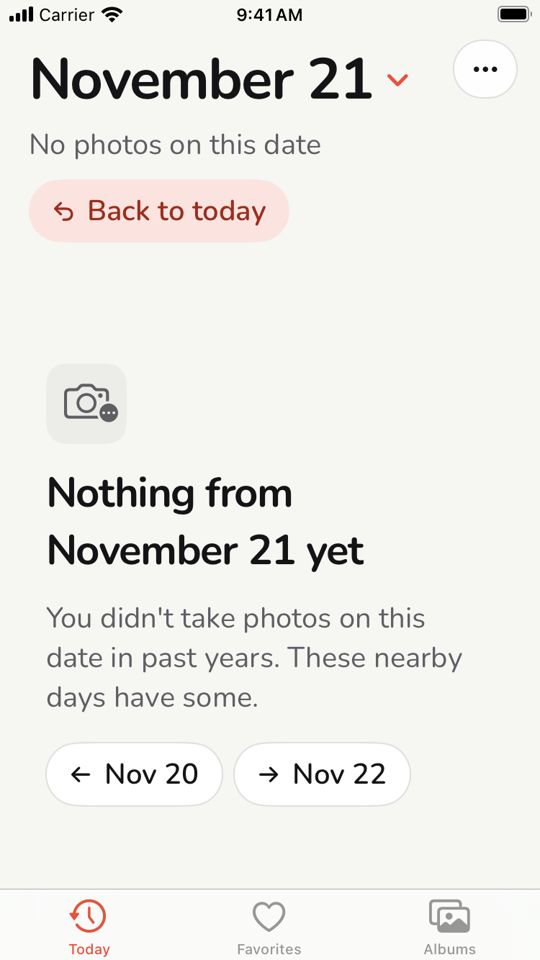 Carrier 9:41 AM
November 21
No photos on this date
Back to today
Nothing from
November 21 yet
You didn't take photos on this
date in past years. These nearby
days have some.
Nov 20 Nov 22
Today Favorites Albums